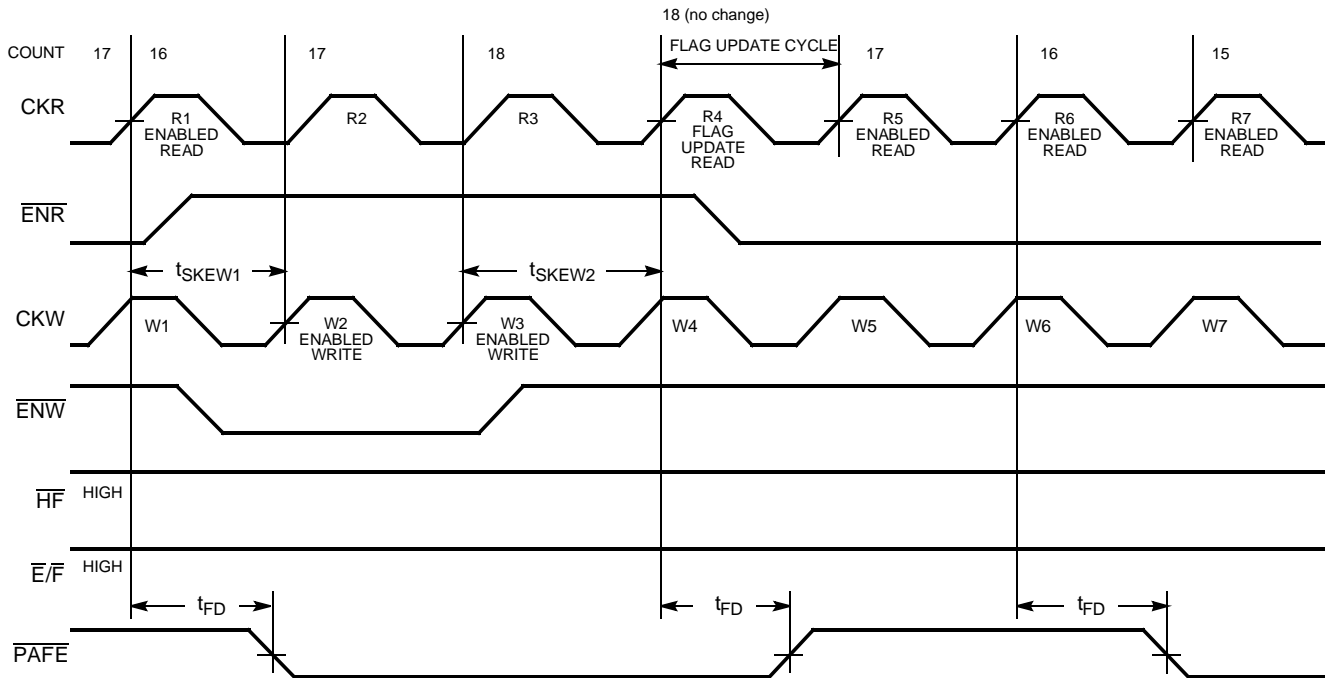 18 (no change)
COUNT 17 16 17 18 FLAG UPDATE CYCLE 17 16 15
CKR
R1 ENABLED READ
R2
R3
R4 FLAG UPDATE READ
R5 ENABLED READ
R6 ENABLED READ
R7 ENABLED READ
ENR
tSKEW1 tSKEW2
CKW
W1
W2 ENABLED WRITE
W3 ENABLED WRITE
W4
W5
W6
W7
ENW
HF HIGH
E/F HIGH
tFD tFD tFD
PAFE